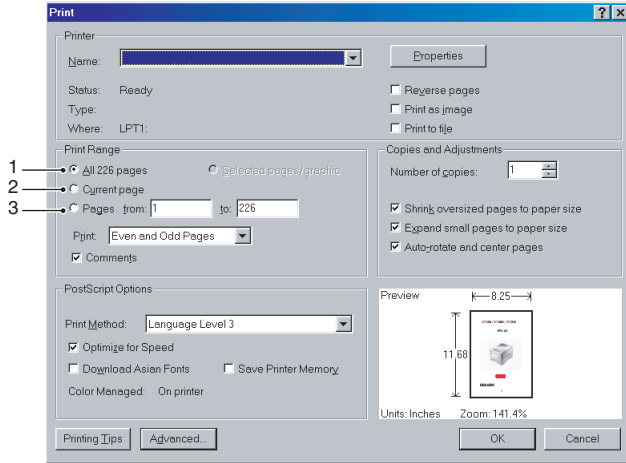 Print
Printer
Name:
Properties
Status: Ready
Reverse pages
Type:
Print as image
Where: LPT1:
Print to file
Print Range
1 All 226 pages Selected pages/graphic
2 Current page
3 Pages from: 1 to: 226
Print: Even and Odd Pages
Comments
Copies and Adjustments
Number of copies: 1
Shrink oversized pages to paper size
Expand small pages to paper size
Auto-rotate and center pages
PostScript Options
Print Method: Language Level 3
Optimize for Speed
Download Asian Fonts Save Printer Memory
Color Managed: On printer
Preview
8.25
11.68
Units: Inches Zoom: 141.4%
Printing Tips Advanced... OK Cancel